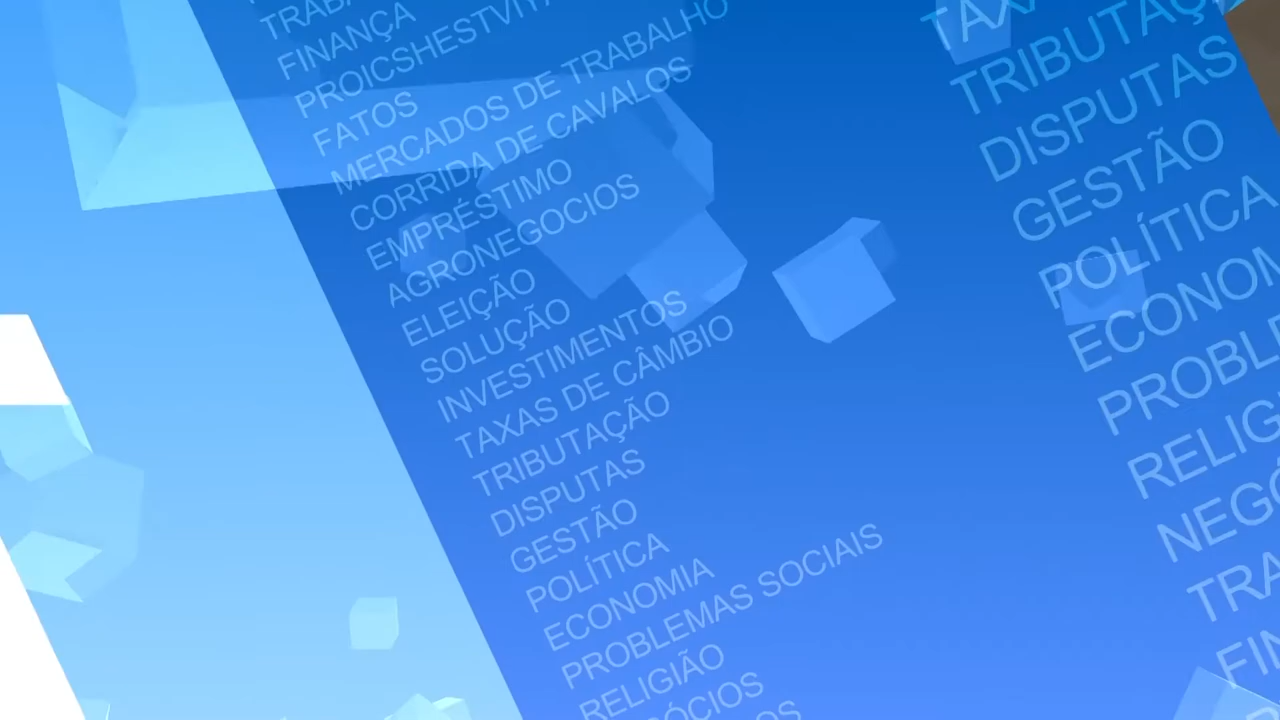 FINANÇA
PROICSHESTVIYA
FATOS
MERCADOS DE TRABALHO
CORRIDA DE CAVALOS
EMPRÉSTIMO
AGRONEGOCIOS
ELEIÇÃO
SOLUÇÃO
INVESTIMENTOS
TAXAS DE CÂMBIO
TRIBUTAÇÃO
DISPUTAS
GESTÃO
POLÍTICA
ECONOMIA
PROBLEMAS SOCIAIS
RELIGIÃO
TRIBUTAÇ
DISPUTAS
GESTÃO
POLÍTICA
ECONOM
PROBL
RELIG
NEGÓ
TRA
FIN